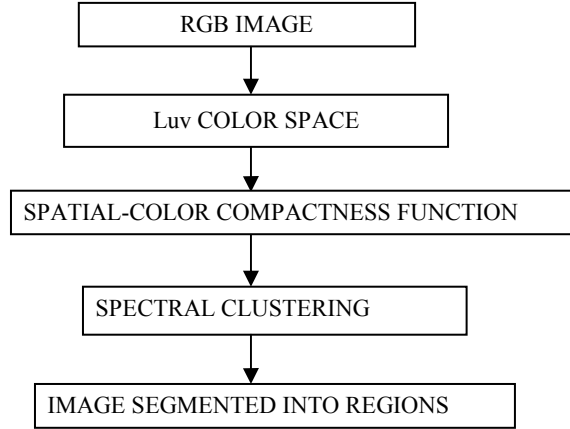 RGB IMAGE
Luv COLOR SPACE
SPATIAL-COLOR COMPACTNESS FUNCTION
SPECTRAL CLUSTERING
IMAGE SEGMENTED INTO REGIONS